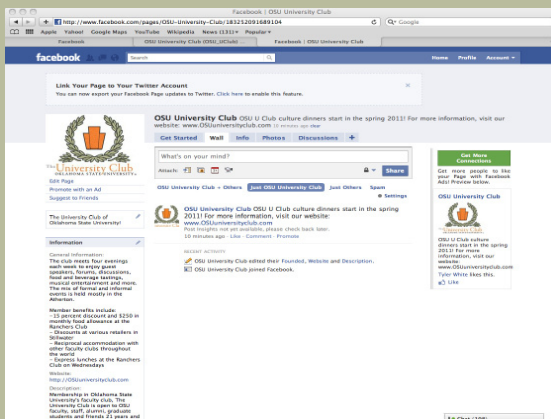 Facebook | OSU University Club
http://www.facebook.com/pages/OSU-University-Club/183252091689104
Google
Apple Yahoo! Google Maps YouTube Wikipedia News (131) Popular
Facebook
OSU University Club (OSU_UClub) ...
Facebook | OSU University Club
facebook
Search
Home Profile Account
Link Your Page to Your Twitter Account
You can now export your Facebook Page updates to Twitter. Click here to enable this feature.
University Club
OKLAHOMA STATE UNIVERSITY
Edit Page
Promote with an Ad
Suggest to Friends
The University Club of
Oklahoma State University!
Information
General Information:
The club meets four evenings
each week to enjoy guest
speakers, forums, discussions,
food and beverage tastings,
musical entertainment and more.
The mix of formal and informal
events is held mostly in the
Atherton.
Member benefits include:
- 15 percent discount and $250 in
monthly food allowance at the
Ranchers Club
- Discounts at various retailers in
Stillwater
- Reciprocal accommodation with
other faculty clubs throughout
the world
- Express lunches at the Ranchers
Club on Wednesdays
Website:
http://OSUuniversityclub.com
Description:
Membership in Oklahoma State
University's faculty club, The
University Club is open to OSU
faculty, staff, alumni, graduate
students and friends 21 years and
OSU University Club OSU U Club culture dinners start in the spring 2011! For more information, visit our
website: www.OSUuniversityclub.com 10 minutes ago clear
Get Started Wall Info Photos Discussions +
What's on your mind?
Attach:
Share
OSU University Club + Others Just OSU University Club Just Others Spam
Settings
OSU University Club OSU U Club culture dinners start in the spring
2011! For more information, visit our website:
www.OSUuniversityclub.com
Post insights not yet available, please check back later.
10 minutes ago · Like · Comment · Promote
RECENT ACTIVITY
OSU University Club edited their Founded, Website and Description.
OSU University Club joined Facebook.
Get More
Connections
Get more people to like
your Page with Facebook
Ads! Preview below.
OSU University Club
OSU U Club culture
dinners start in the
spring 2011! For more
information, visit our
website:
www.OSUuniversityclub.com
Tyler White likes this.
Like